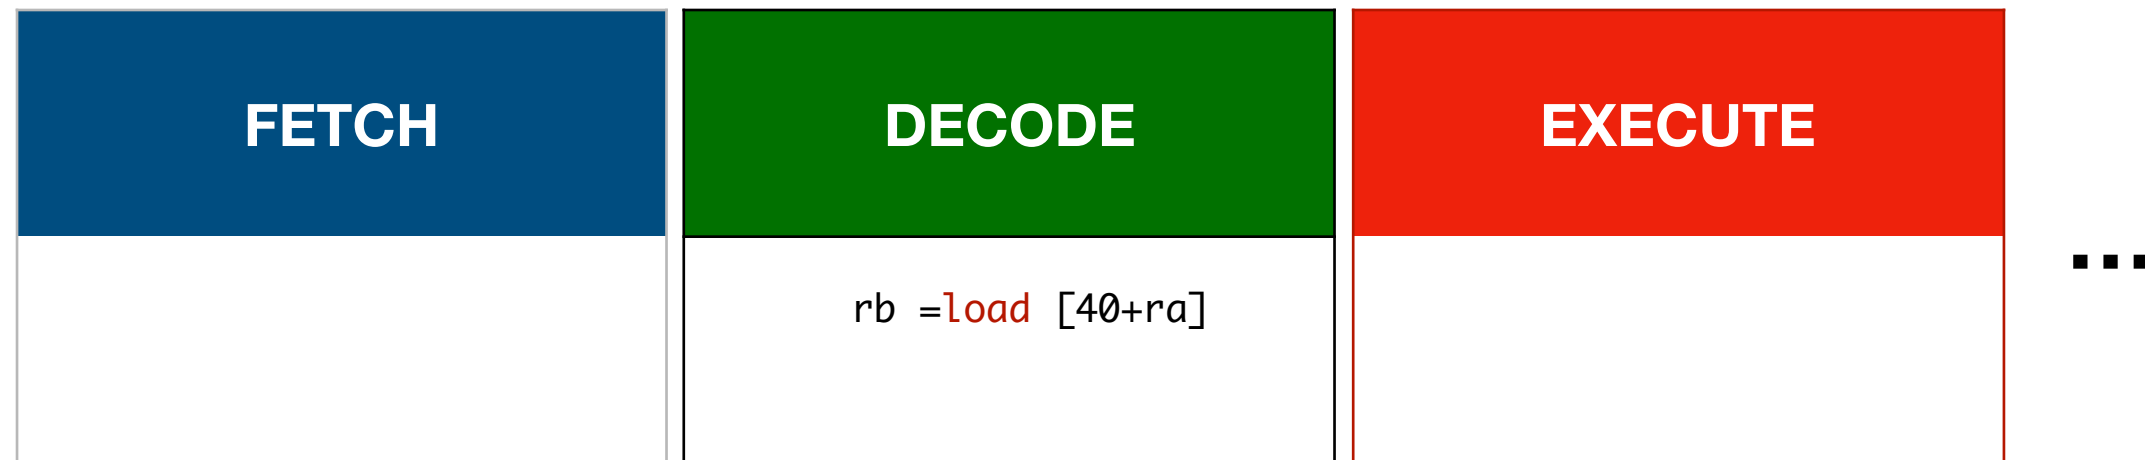 FETCH
DECODE
EXECUTE
rb =load [40+ra]
...